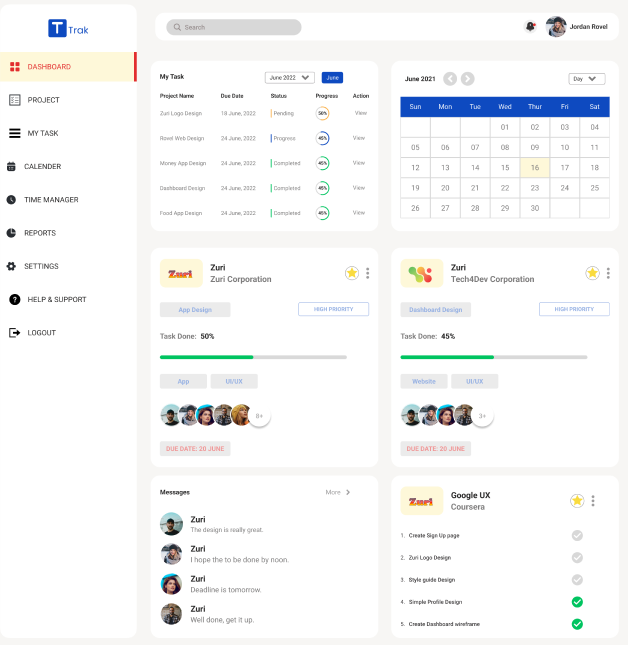 T Trak
DASHBOARD
PROJECT
MY TASK
CALENDER
TIME MANAGER
REPORTS
SETTINGS
HELP & SUPPORT
LOGOUT
Search
Jordan Rovel
My Task
June 2022
June
Project Name Due Date Status Progress Action
Zuri Logo Design 18 June, 2022 Pending 50% View
Rovel Web Design 24 June, 2022 Progress 45% View
Money App Design 24 June, 2022 Completed 45% View
Dashboard Design 24 June, 2022 Completed 45% View
Food App Design 24 June, 2022 Completed 45% View
June 2021
Day
Sun Mon Tue Wed Thur Fri Sat
01 02 03 04
05 06 07 08 09 10 11
12 13 14 15 16 17 18
19 20 21 22 23 24 25
26 27 28 29 30
Zuri
Zuri
Zuri Corporation
App Design
HIGH PRIORITY
Task Done: 50%
App UI/UX
8+
DUE DATE: 20 JUNE
Zuri
Tech4Dev Corporation
Dashboard Design
HIGH PRIORITY
Task Done: 45%
Website UI/UX
3+
DUE DATE: 20 JUNE
Messages
More
Zuri
The design is really great.
Zuri
I hope the to be done by noon.
Zuri
Deadline is tomorrow.
Zuri
Well done, get it up.
Zuri
Google UX
Coursera
1. Create Sign Up page
2. Zuri Logo Design
3. Style guide Design
4. Simple Profile Design
5. Create Dashboard wireframe